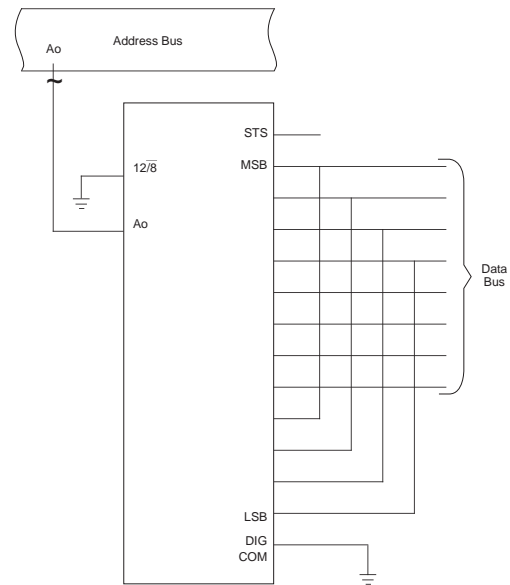 Address Bus
Ao
STS
12/8
MSB
Ao
Data
Bus
LSB
DIG
COM